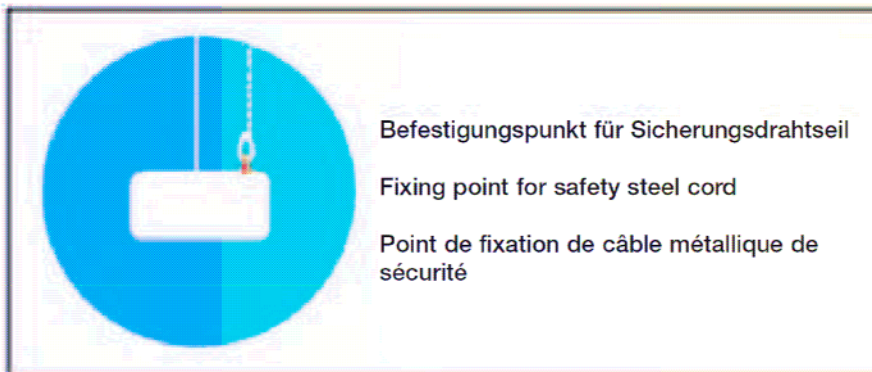 Befestigungspunkt für Sicherungsdrahtseil
Fixing point for safety steel cord
Point de fixation de câble métallique de
sécurité